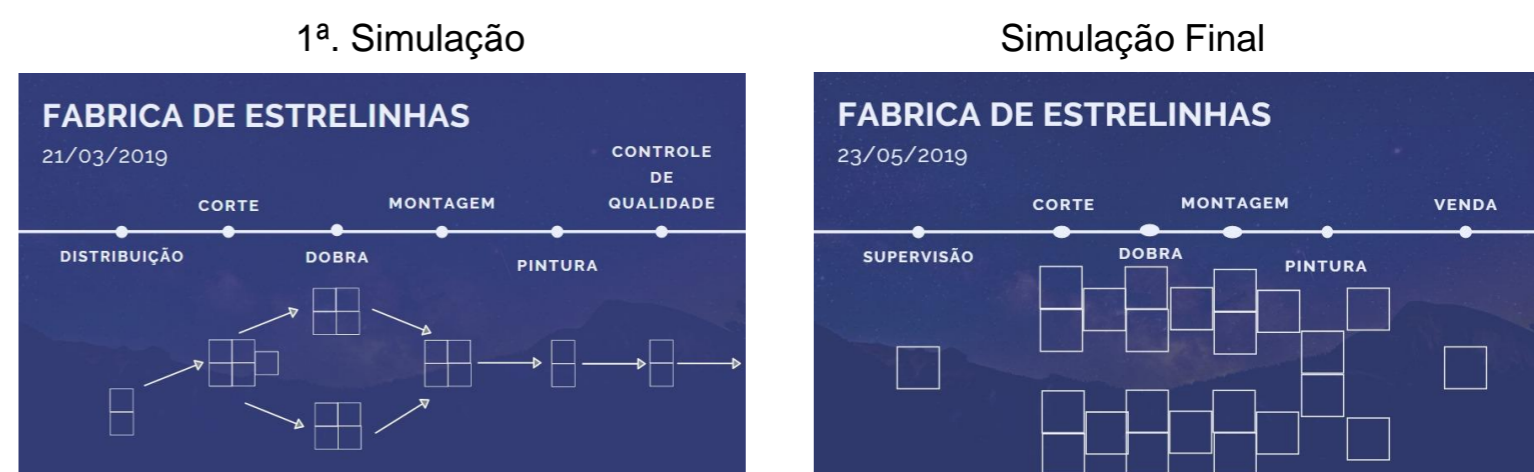 1ª. Simulação
FABRICA DE ESTRELINHAS
21/03/2019
CONTROLE
DE
QUALIDADE
CORTE
MONTAGEM
DISTRIBUIÇÃO
DOBRA
PINTURA
Simulação Final
FABRICA DE ESTRELINHAS
23/05/2019
CORTE
MONTAGEM
VENDA
SUPERVISÃO
DOBRA
PINTURA